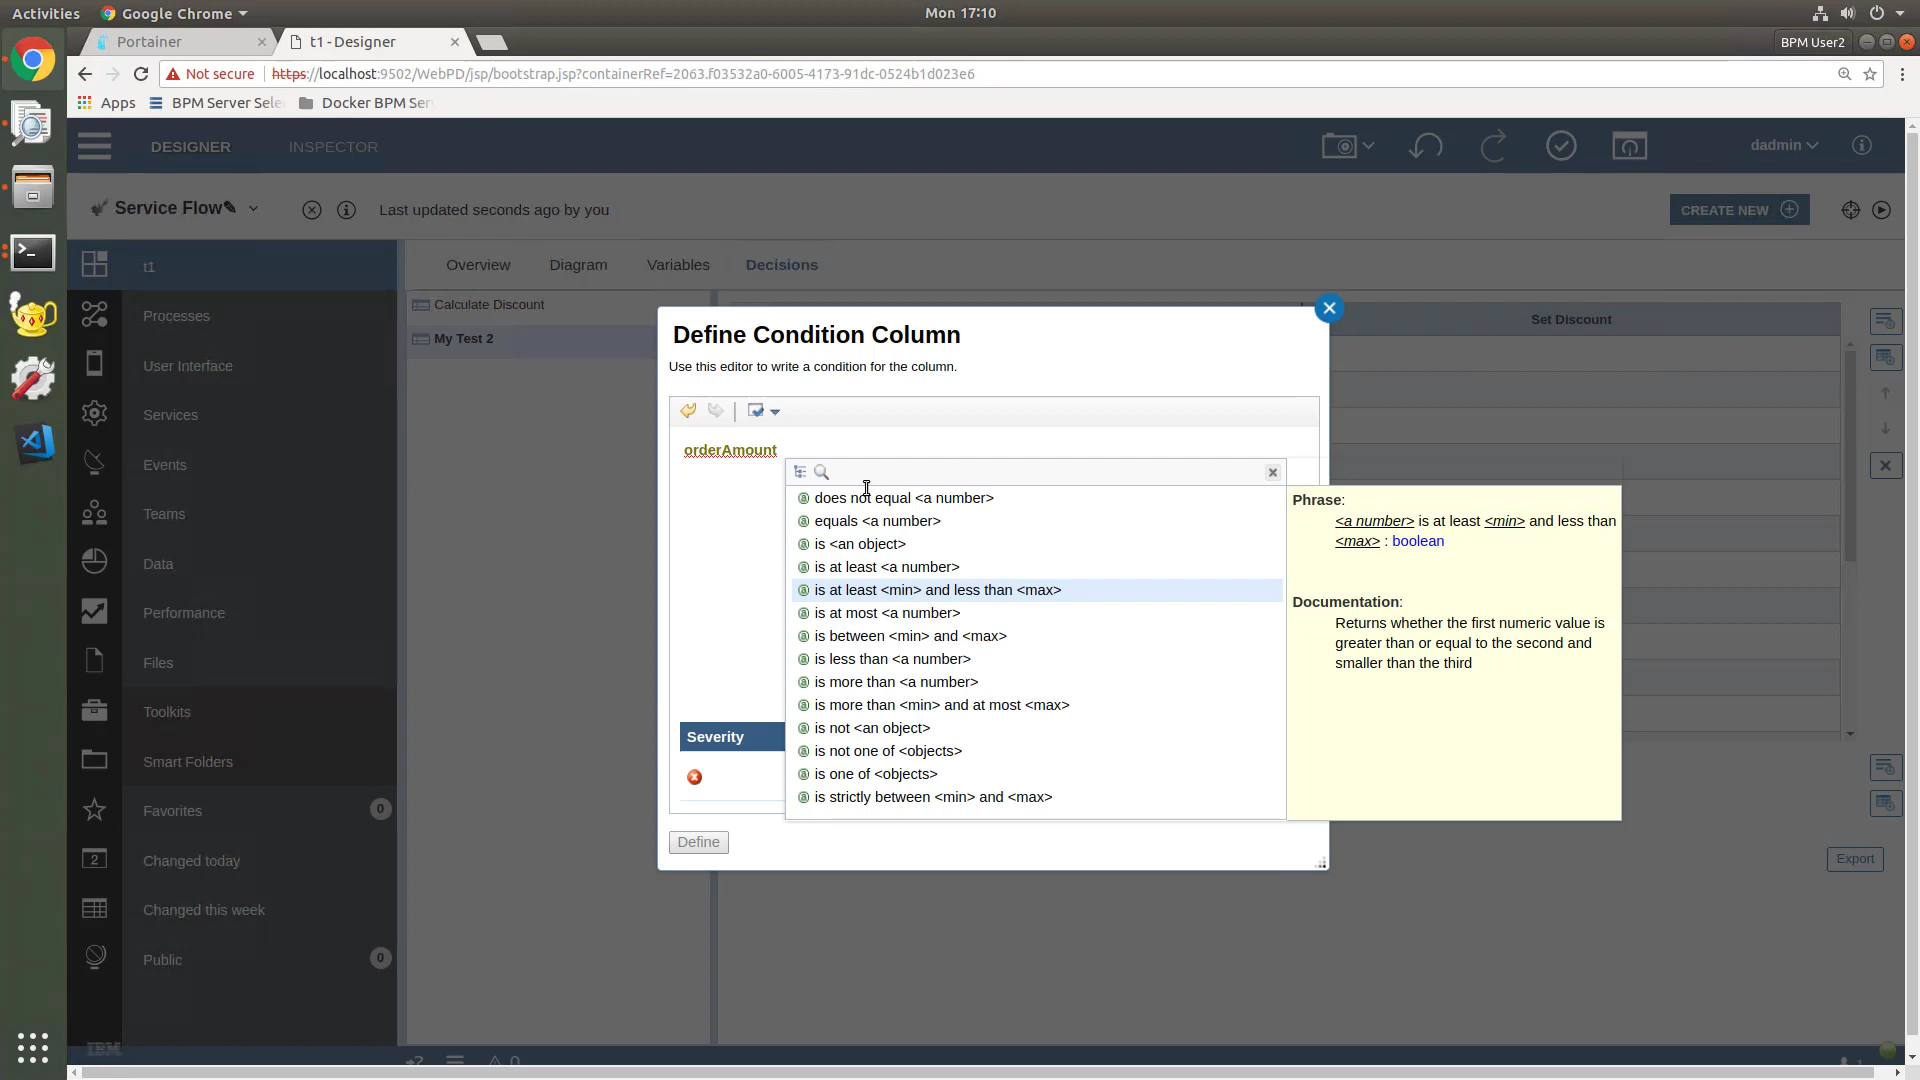 Activities
Google Chrome
Mon 17:10
Portainer
t1 - Designer
BPM User2
Not secure
https://localhost:9502/WebPD/jsp/bootstrap.jsp?containerRef=2063.f03532a0-6005-4173-91dc-0524b1d023e6
Apps
BPM Server Sele
Docker BPM Ser
DESIGNER
INSPECTOR
dadmin
Service Flow
Last updated seconds ago by you
CREATE NEW
t1
Overview
Diagram
Variables
Decisions
Calculate Discount
My Test 2
Set Discount
Processes
User Interface
Services
Events
Teams
Data
Performance
Files
Toolkits
Smart Folders
Favorites
0
2
Changed today
Changed this week
Public
0
IBM
Define Condition Column
Use this editor to write a condition for the column.
orderAmount
does not equal <a number>
equals <a number>
is <an object>
is at least <a number>
is at least <min> and less than <max>
is at most <a number>
is between <min> and <max>
is less than <a number>
is more than <a number>
is more than <min> and at most <max>
is not <an object>
is not one of <objects>
is one of <objects>
is strictly between <min> and <max>
Severity
Define
Phrase:
<a number> is at least <min> and less than
<max> : boolean
Documentation:
Returns whether the first numeric value is
greater than or equal to the second and
smaller than the third
Export